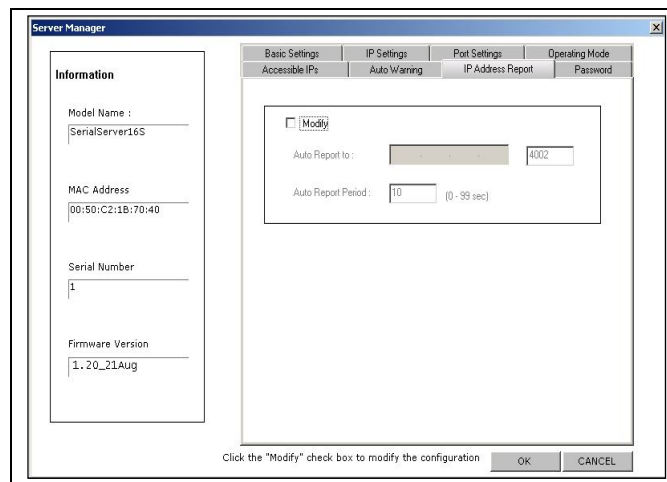 Server Manager
Basic Settings IP Settings Port Settings Operating Mode
Accessible IPs Auto Warning IP Address Report Password
Information
Model Name :
SerialServer16S
MAC Address
00:50:C2:1B:70:40
Serial Number
1
Firmware Version
1.20_21Aug
Modify
Auto Report to : . . . 4002
Auto Report Period : 10 (0 - 99 sec)
Click the "Modify" check box to modify the configuration
OK CANCEL